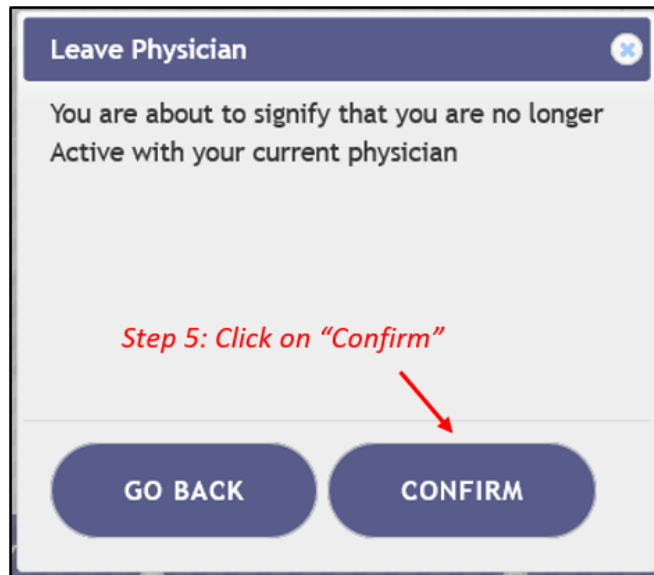 Leave Physician
You are about to signify that you are no longer
Active with your current physician
Step 5: Click on “Confirm”
GO BACK
CONFIRM